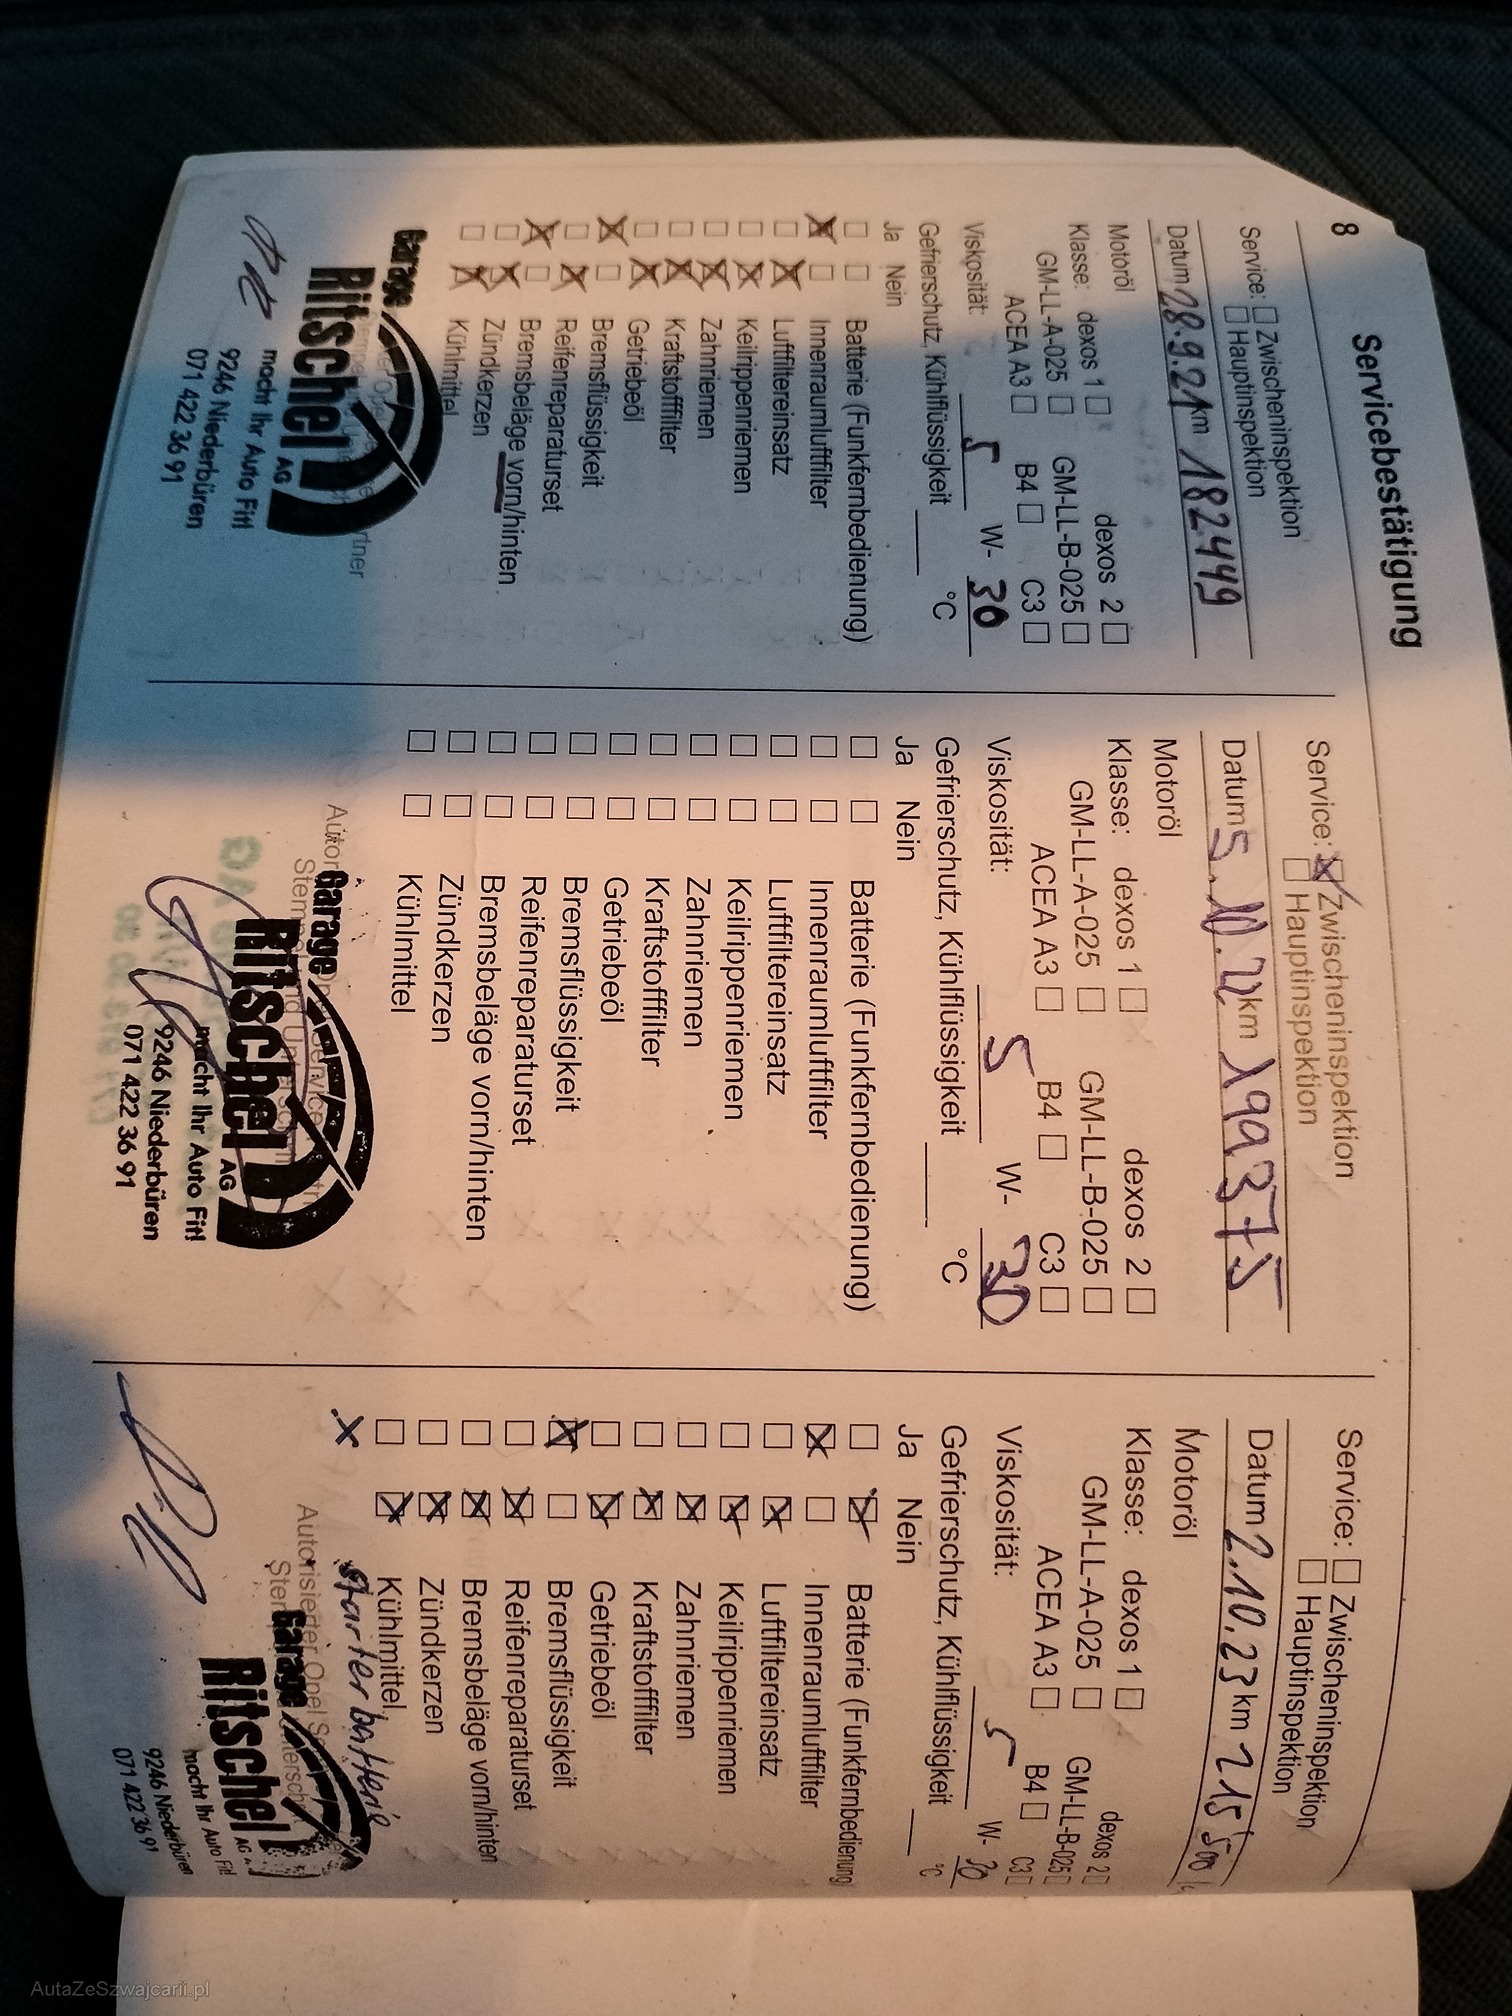 8
Servicebestätigung
Service: Zwischeninspektion
Hauptinspektion
Datum 28.9.21 km 182449
Motoröl
Klasse: dexos 1 dexos 2
GM-LL-A-025 GM-LL-B-025
ACEA A3 B4 C3
Viskosität: 5 W- 30
Gefrierschutz, Kühlflüssigkeit °C
Ja Nein
Batterie (Funkfernbedienung)
Innenraumluftfilter
Luftfiltereinsatz
Keilrippenriemen
Zahnriemen
Kraftstofffilter
Getriebeöl
Bremsflüssigkeit
Reifenreparaturset
Bremsbeläge vorn/hinten
Zündkerzen
Kühlmittel
Garage
Ritschel AG
macht Ihr Auto Fit!
9246 Niederbüren
071 422 36 91
Service: Zwischeninspektion
Hauptinspektion
Datum 5.10.22 km 199375
Motoröl
Klasse: dexos 1 dexos 2
GM-LL-A-025 GM-LL-B-025
ACEA A3 B4 C3
Viskosität: 5 W- 30
Gefrierschutz, Kühlflüssigkeit °C
Ja Nein
Batterie (Funkfernbedienung)
Innenraumluftfilter
Luftfiltereinsatz
Keilrippenriemen
Zahnriemen
Kraftstofffilter
Getriebeöl
Bremsflüssigkeit
Reifenreparaturset
Bremsbeläge vorn/hinten
Zündkerzen
Kühlmittel
Garage
Ritschel AG
macht Ihr Auto Fit!
9246 Niederbüren
071 422 36 91
Service: Zwischeninspektion
Hauptinspektion
Datum 2.10.23 km 215500
Motoröl
Klasse: dexos 1 dexos 2
GM-LL-A-025 GM-LL-B-025
ACEA A3 B4 C3
Viskosität: 5 W- 30
Gefrierschutz, Kühlflüssigkeit °C
Ja Nein
Batterie (Funkfernbedienung
Innenraumluftfilter
Luftfiltereinsatz
Keilrippenriemen
Zahnriemen
Kraftstofffilter
Getriebeöl
Bremsflüssigkeit
Reifenreparaturset
Bremsbeläge vorn/hinten
Zündkerzen
Kühlmittel
Starterbatterie
Autorisierter Opel
Garage
Ritschel AG
macht Ihr Auto Fit!
9246 Niederbüren
071 422 36 91
AutaZeSzwajcarii.pl